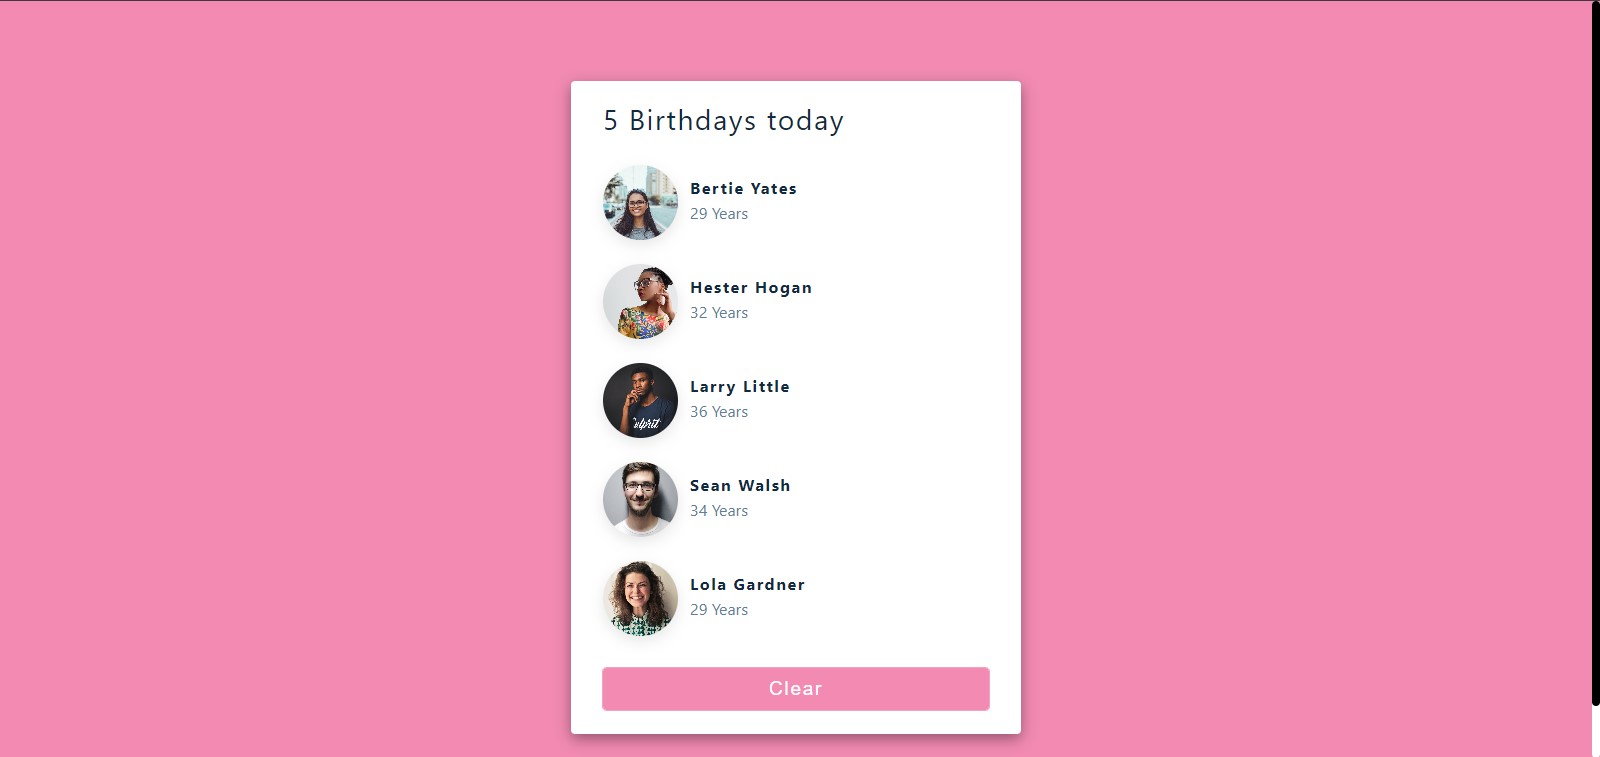 5 Birthdays today
Bertie Yates
29 Years
Hester Hogan
32 Years
Larry Little
36 Years
Sean Walsh
34 Years
Lola Gardner
29 Years
Clear